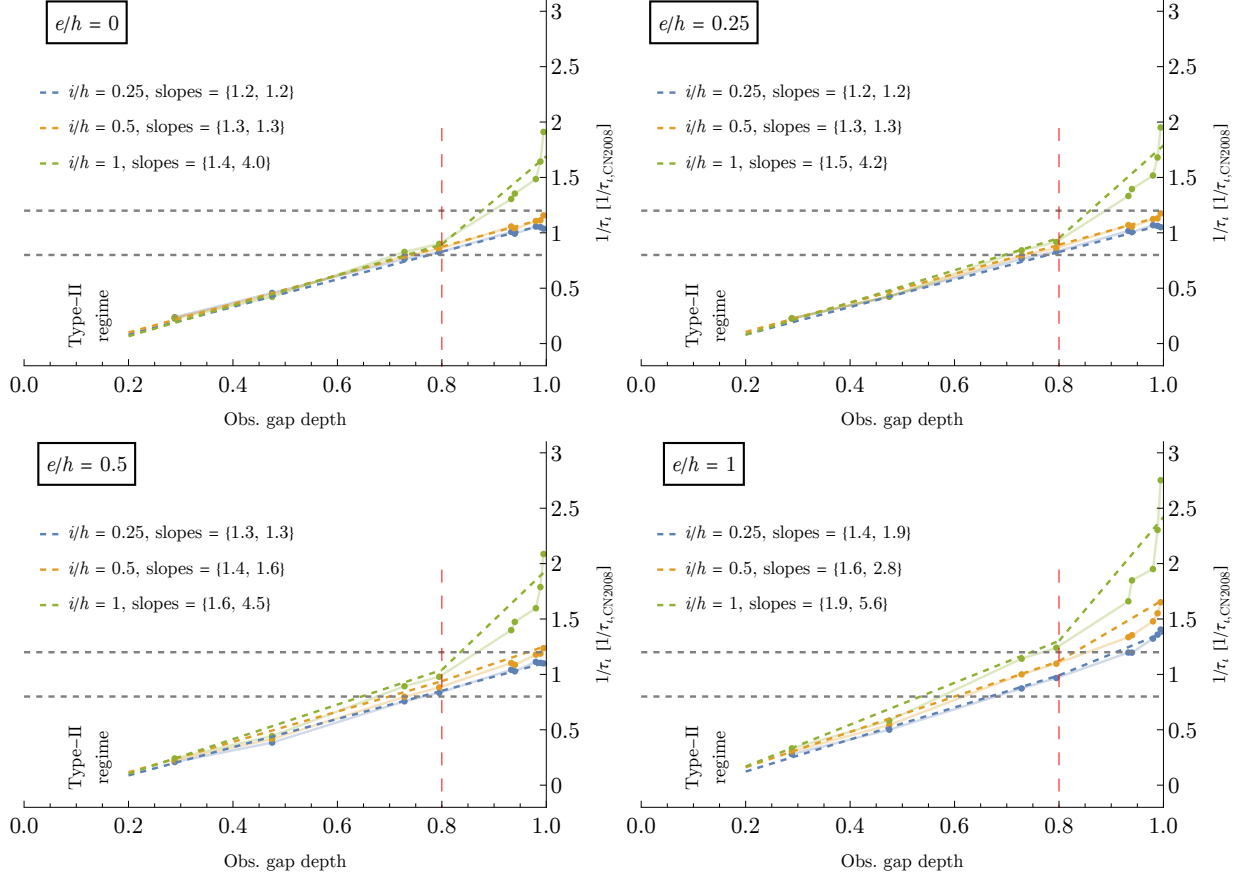 e/h = 0
i/h = 0.25, slopes = {1.2, 1.2}
i/h = 0.5, slopes = {1.3, 1.3}
i/h = 1, slopes = {1.4, 4.0}
Type–II
regime
3
2.5
2
1.5
1
0.5
0
1/τι [1/τι,CN2008]
0.0 0.2 0.4 0.6 0.8 1.0
Obs. gap depth
e/h = 0.25
i/h = 0.25, slopes = {1.2, 1.2}
i/h = 0.5, slopes = {1.3, 1.3}
i/h = 1, slopes = {1.5, 4.2}
Type–II
regime
3
2.5
2
1.5
1
0.5
0
1/τι [1/τι,CN2008]
0.0 0.2 0.4 0.6 0.8 1.0
Obs. gap depth
e/h = 0.5
i/h = 0.25, slopes = {1.3, 1.3}
i/h = 0.5, slopes = {1.4, 1.6}
i/h = 1, slopes = {1.6, 4.5}
Type–II
regime
3
2.5
2
1.5
1
0.5
0
1/τι [1/τι,CN2008]
0.0 0.2 0.4 0.6 0.8 1.0
Obs. gap depth
e/h = 1
i/h = 0.25, slopes = {1.4, 1.9}
i/h = 0.5, slopes = {1.6, 2.8}
i/h = 1, slopes = {1.9, 5.6}
Type–II
regime
3
2.5
2
1.5
1
0.5
0
1/τι [1/τι,CN2008]
0.0 0.2 0.4 0.6 0.8 1.0
Obs. gap depth